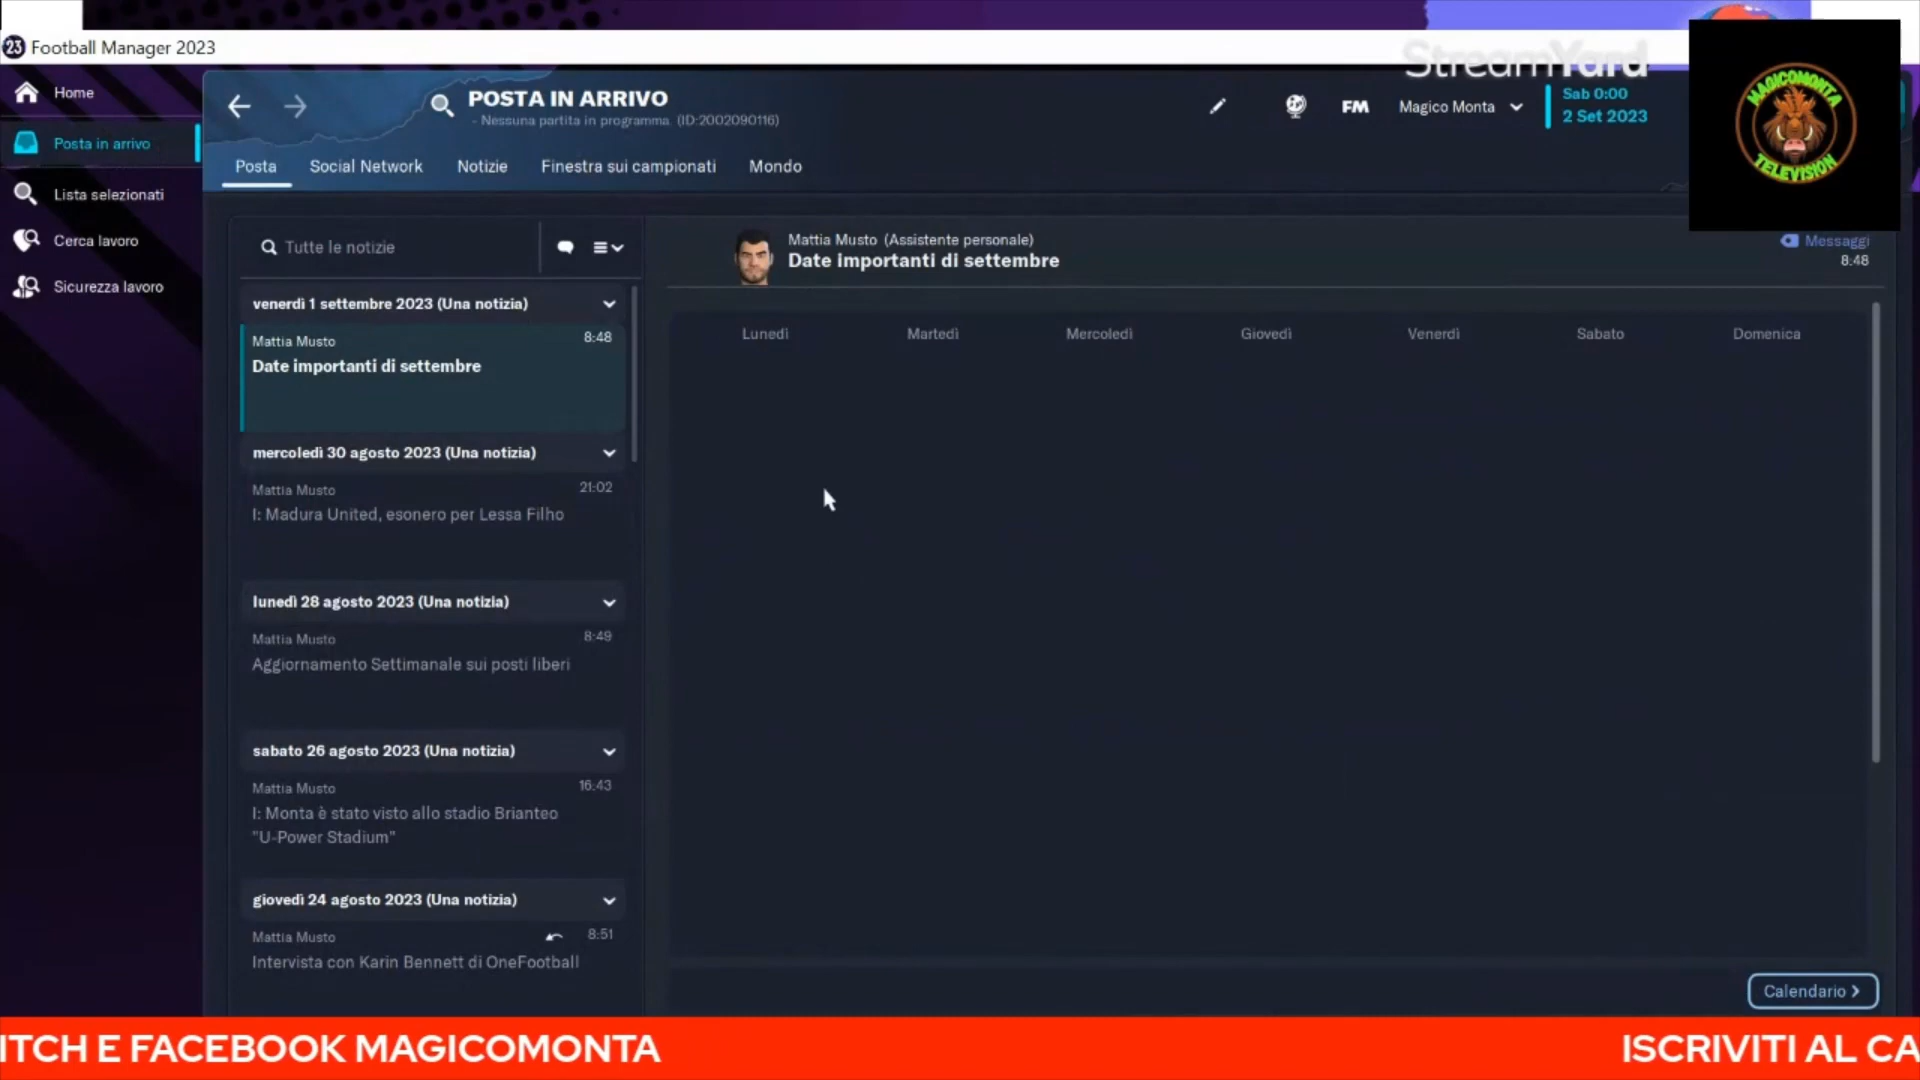 Football Manager 2023
StreamYard
Home
Posta in arrivo
Lista selezionati
Cerca lavoro
Sicurezza lavoro
POSTA IN ARRIVO
- Nessuna partita in programma. (ID:2002090116)
FM
Magico Monta
Sab 0:00
2 Set 2023
MAGICOMONTA
TELEVISION
Posta
Social Network
Notizie
Finestra sui campionati
Mondo
Tutte le notizie
venerdì 1 settembre 2023 (Una notizia)
Mattia Musto
8:48
Date importanti di settembre
mercoledì 30 agosto 2023 (Una notizia)
Mattia Musto
21:02
I: Madura United, esonero per Lessa Filho
lunedì 28 agosto 2023 (Una notizia)
Mattia Musto
8:49
Aggiornamento Settimanale sui posti liberi
sabato 26 agosto 2023 (Una notizia)
Mattia Musto
16:43
I: Monta è stato visto allo stadio Brianteo
"U-Power Stadium"
giovedì 24 agosto 2023 (Una notizia)
Mattia Musto
8:51
Intervista con Karin Bennett di OneFootball
Mattia Musto (Assistente personale)
Date importanti di settembre
Messaggi
8:48
Lunedì
Martedì
Mercoledì
Giovedì
Venerdì
Sabato
Domenica
Calendario
ITCH E FACEBOOK MAGICOMONTA
ISCRIVITI AL CA